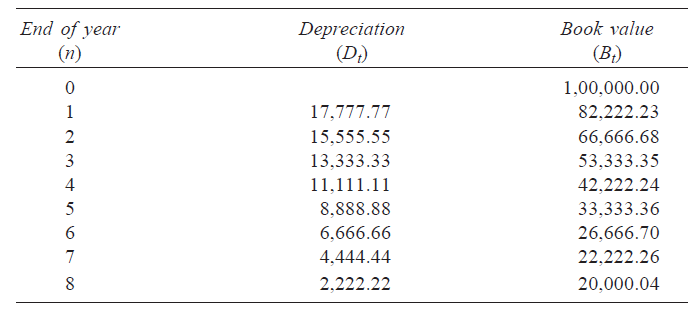 End of year Depreciation Book value
(n) (Dt) (Bt)
0 1,00,000.00
1 17,777.77 82,222.23
2 15,555.55 66,666.68
3 13,333.33 53,333.35
4 11,111.11 42,222.24
5 8,888.88 33,333.36
6 6,666.66 26,666.70
7 4,444.44 22,222.26
8 2,222.22 20,000.04